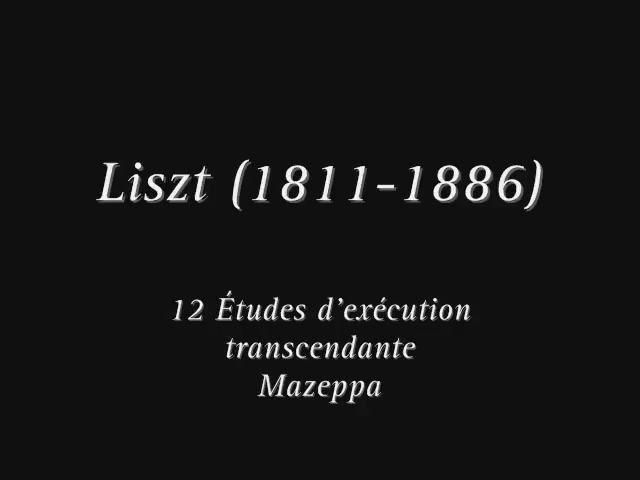 Liszt (1811-1886)
12 Études d’exécution
transcendante
Mazeppa